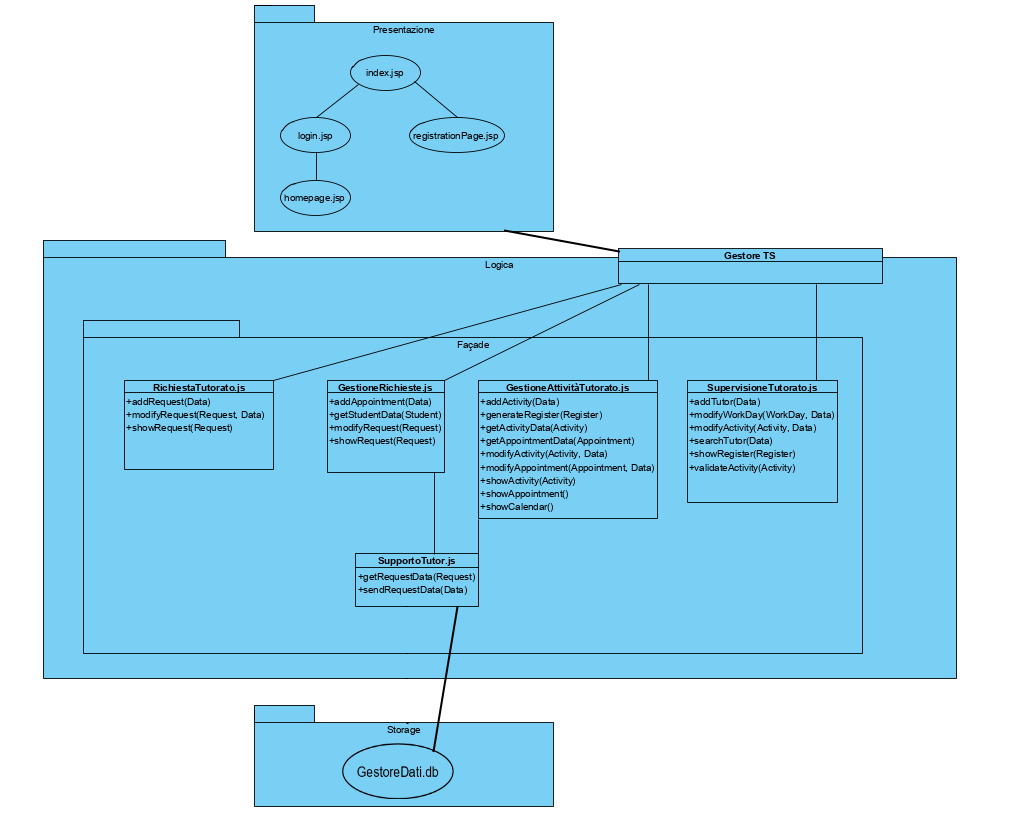 Presentazione
index.jsp
login.jsp
registrationPage.jsp
homepage.jsp
Gestore TS
Logica
Façade
RichiestaTutorato.js
+addRequest(Data)
+modifyRequest(Request, Data)
+showRequest(Request)
GestioneRichieste.js
+addAppointment(Data)
+getStudentData(Student)
+modifyRequest(Request)
+showRequest(Request)
GestioneAttivitàTutorato.js
+addActivity(Data)
+generateRegister(Register)
+getActivityData(Activity)
+getAppointmentData(Appointment)
+modifyActivity(Activity, Data)
+modifyAppointment(Appointment, Data)
+showActivity(Activity)
+showAppointment()
+showCalendar()
SupervisioneTutorato.js
+addTutor(Data)
+modifyWorkDay(WorkDay, Data)
+modifyActivity(Activity, Data)
+searchTutor(Data)
+showRegister(Register)
+validateActivity(Activity)
SupportoTutor.js
+getRequestData(Request)
+sendRequestData(Data)
Storage
GestoreDati.db